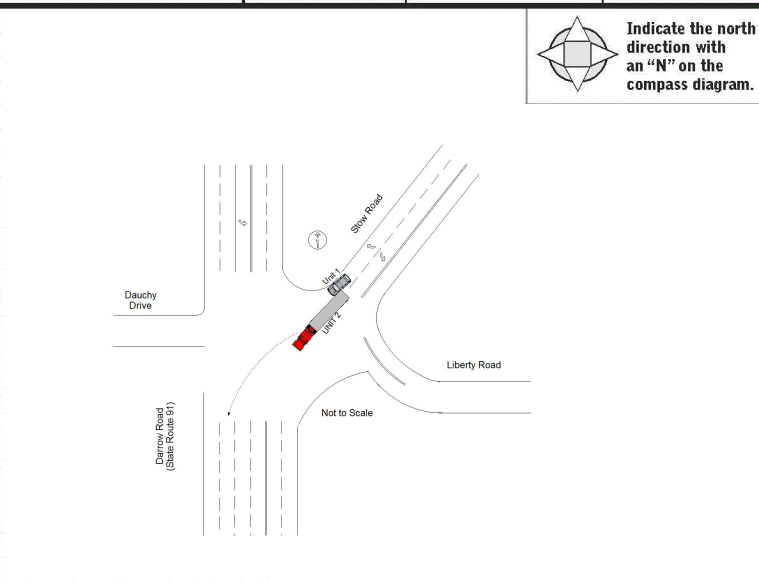 Indicate the north
direction with
an “N” on the
compass diagram.
Stow Road
Unit 1
UNIT 2
Dauchy
Drive
Liberty Road
Darrow Road
(State Route 91)
Not to Scale